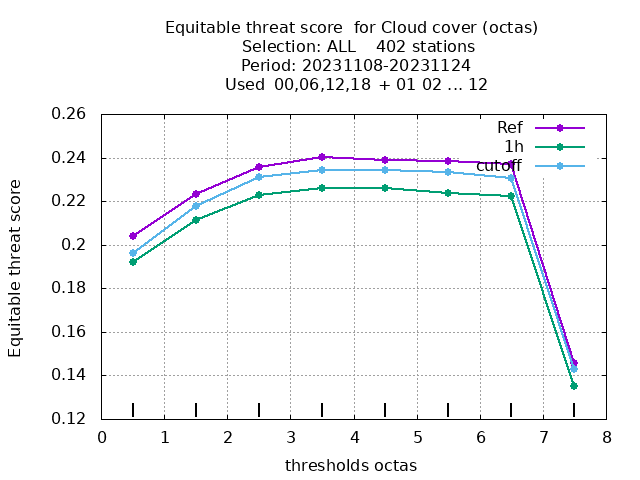 Equitable threat score  for Cloud cover (octas)
Selection: ALL    402 stations
Period: 20231108-20231124
Used  00,06,12,18  + 01 02 ... 12
Ref
1h
cutoff
Equitable threat score
0.26
0.24
0.22
0.2
0.18
0.16
0.14
0.12
0 1 2 3 4 5 6 7 8
thresholds octas